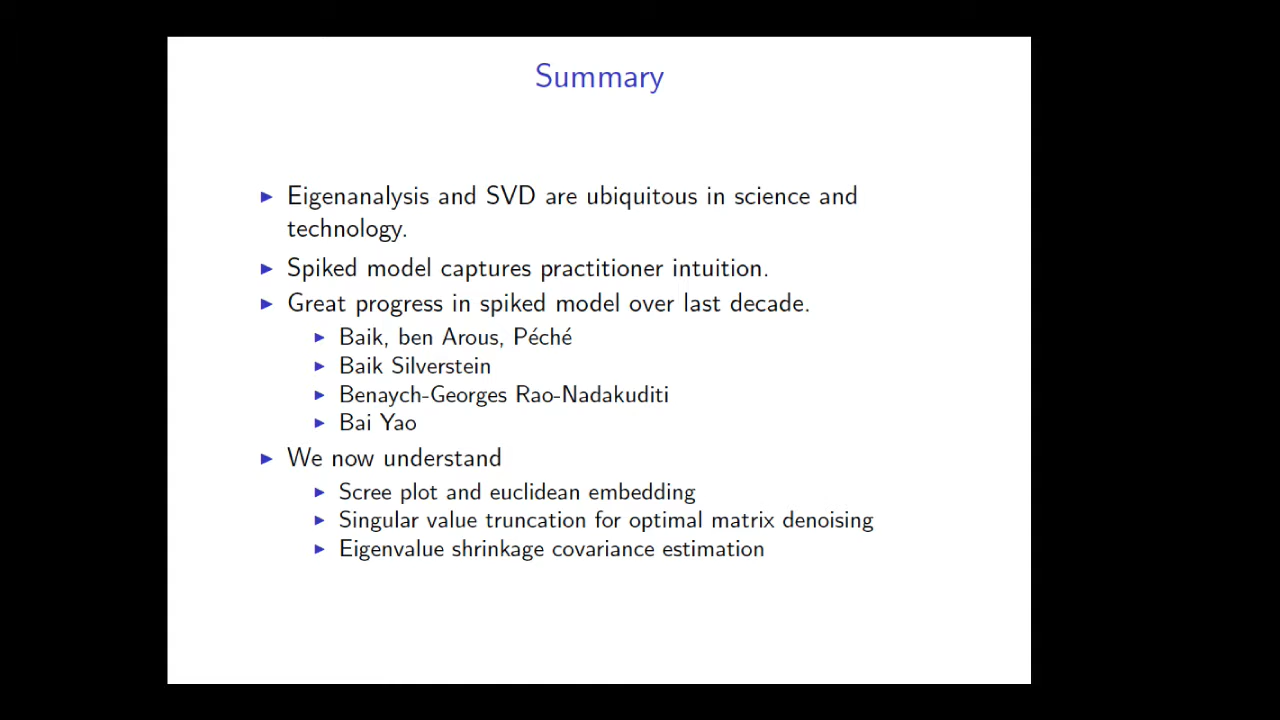 Summary
Eigenanalysis and SVD are ubiquitous in science and
technology.
Spiked model captures practitioner intuition.
Great progress in spiked model over last decade.
Baik, ben Arous, Péché
Baik Silverstein
Benaych-Georges Rao-Nadakuditi
Bai Yao
We now understand
Scree plot and euclidean embedding
Singular value truncation for optimal matrix denoising
Eigenvalue shrinkage covariance estimation